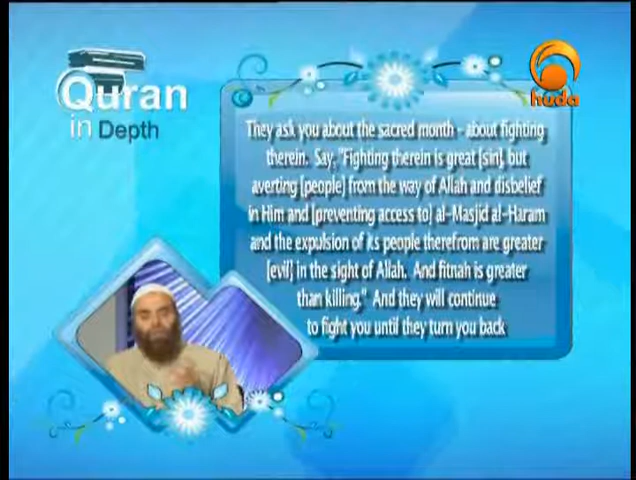 Quran
in Depth
huda
They ask you about the sacred month - about fighting
therein. Say, "Fighting therein is great [sin], but
averting [people] from the way of Allah and disbelief
in Him and [preventing access to] al-Masjid al-Haram
and the expulsion of its people therefrom are greater
[evil] in the sight of Allah. And fitnah is greater
than killing." And they will continue
to fight you until they turn you back